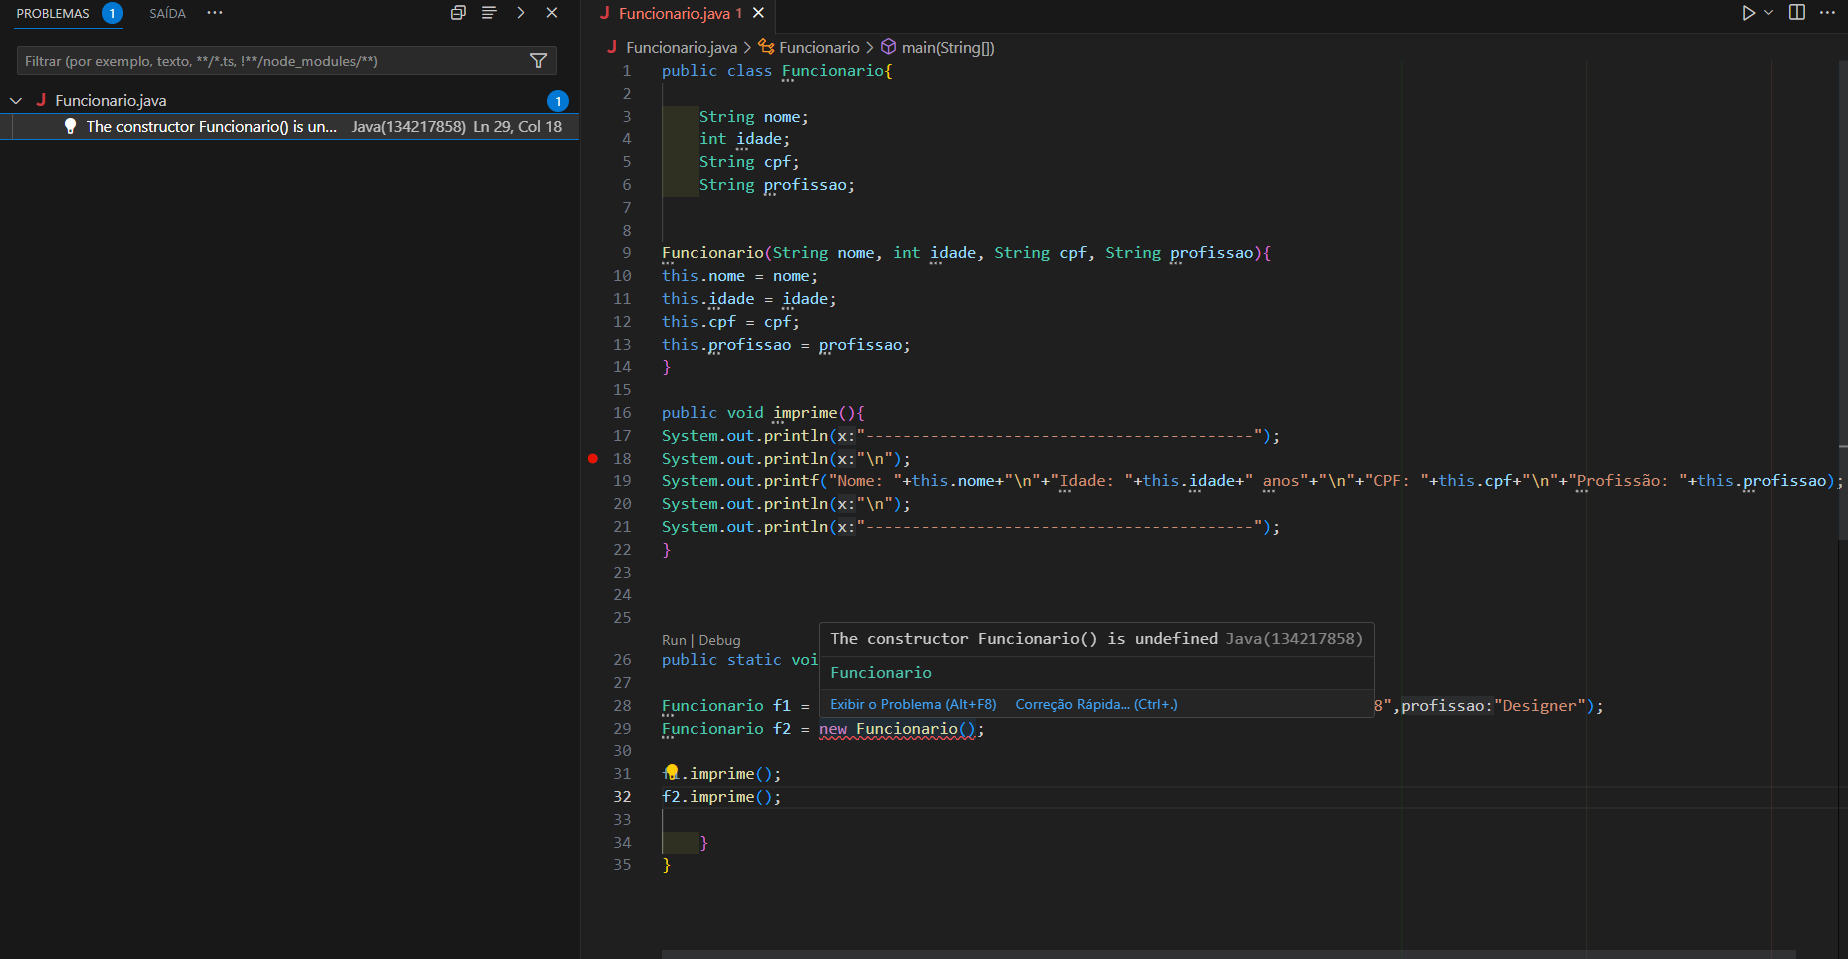 PROBLEMAS 1 SAÍDA ...
Filtrar (por exemplo, texto, **/*.ts, !**/node_modules/**)
Funcionario.java 1
The constructor Funcionario() is un... Java(134217858) Ln 29, Col 18
J Funcionario.java 1
J Funcionario.java > Funcionario > main(String[])
1 public class Funcionario{
2
3 String nome;
4 int idade;
5 String cpf;
6 String profissao;
7
8
9 Funcionario(String nome, int idade, String cpf, String profissao){
10 this.nome = nome;
11 this.idade = idade;
12 this.cpf = cpf;
13 this.profissao = profissao;
14 }
15
16 public void imprime(){
17 System.out.println(x:"------------------------------------------");
18 System.out.println(x:"\n");
19 System.out.printf("Nome: "+this.nome+"\n"+"Idade: "+this.idade+" anos"+"\n"+"CPF: "+this.cpf+"\n"+"Profissão: "+this.profissao);
20 System.out.println(x:"\n");
21 System.out.println(x:"------------------------------------------");
22 }
23
24
25
Run | Debug
26 public static voi
27
28 Funcionario f1 = 8",profissao:"Designer");
29 Funcionario f2 = new Funcionario();
30
31 f1.imprime();
32 f2.imprime();
33
34 }
35 }
The constructor Funcionario() is undefined Java(134217858)
Funcionario
Exibir o Problema (Alt+F8) Correção Rápida... (Ctrl+.)